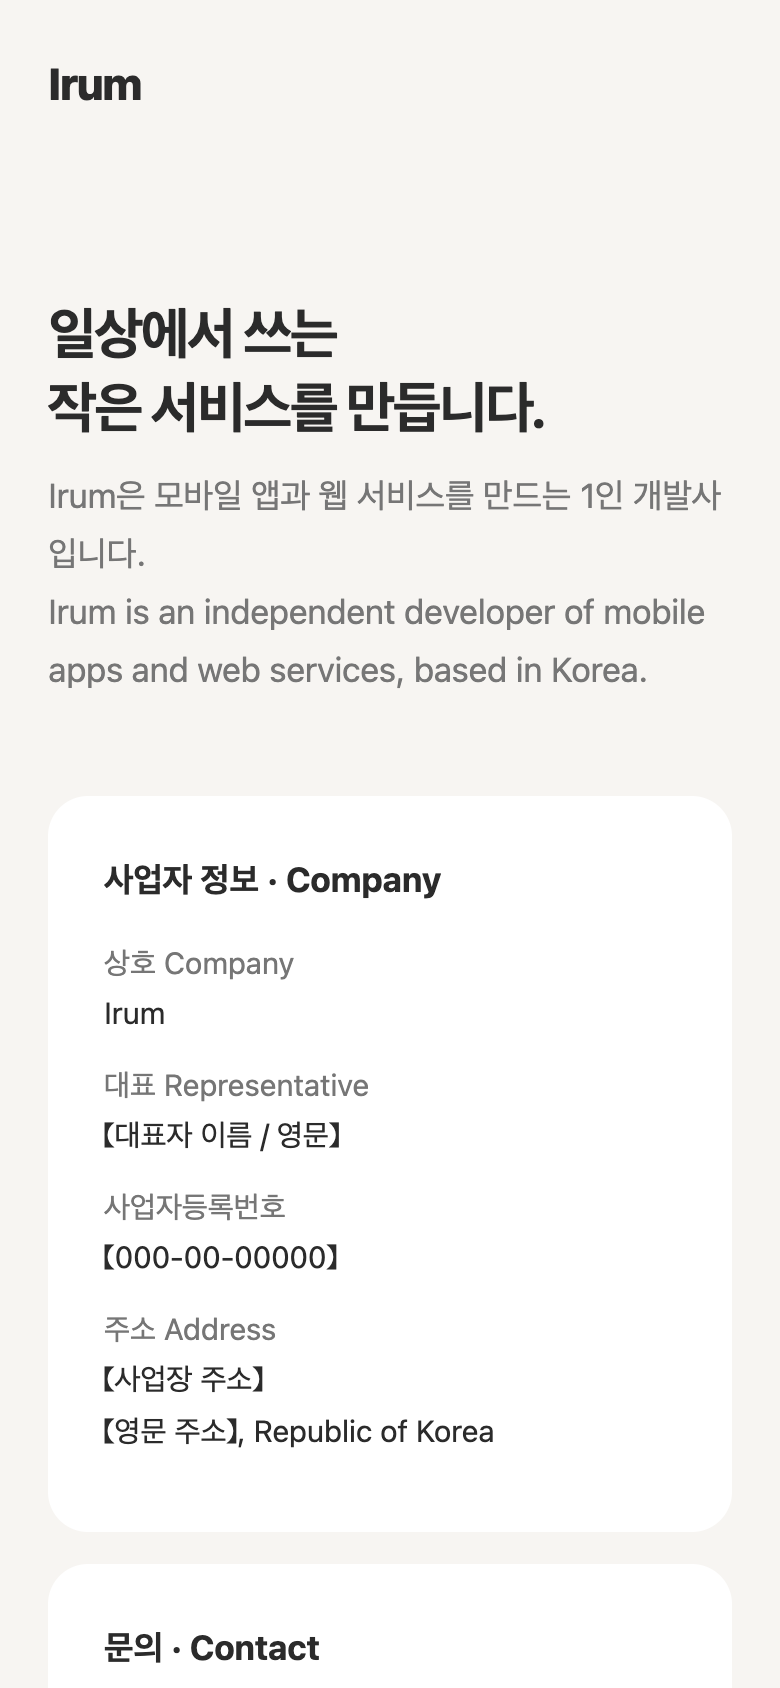 Irum
일상에서 쓰는
작은 서비스를 만듭니다.
Irum은 모바일 앱과 웹 서비스를 만드는 1인 개발사
입니다.
Irum is an independent developer of mobile
apps and web services, based in Korea.
사업자 정보 · Company
상호 Company
Irum
대표 Representative
【대표자 이름 / 영문】
사업자등록번호
【000-00-00000】
주소 Address
【사업장 주소】
【영문 주소】, Republic of Korea
문의 · Contact